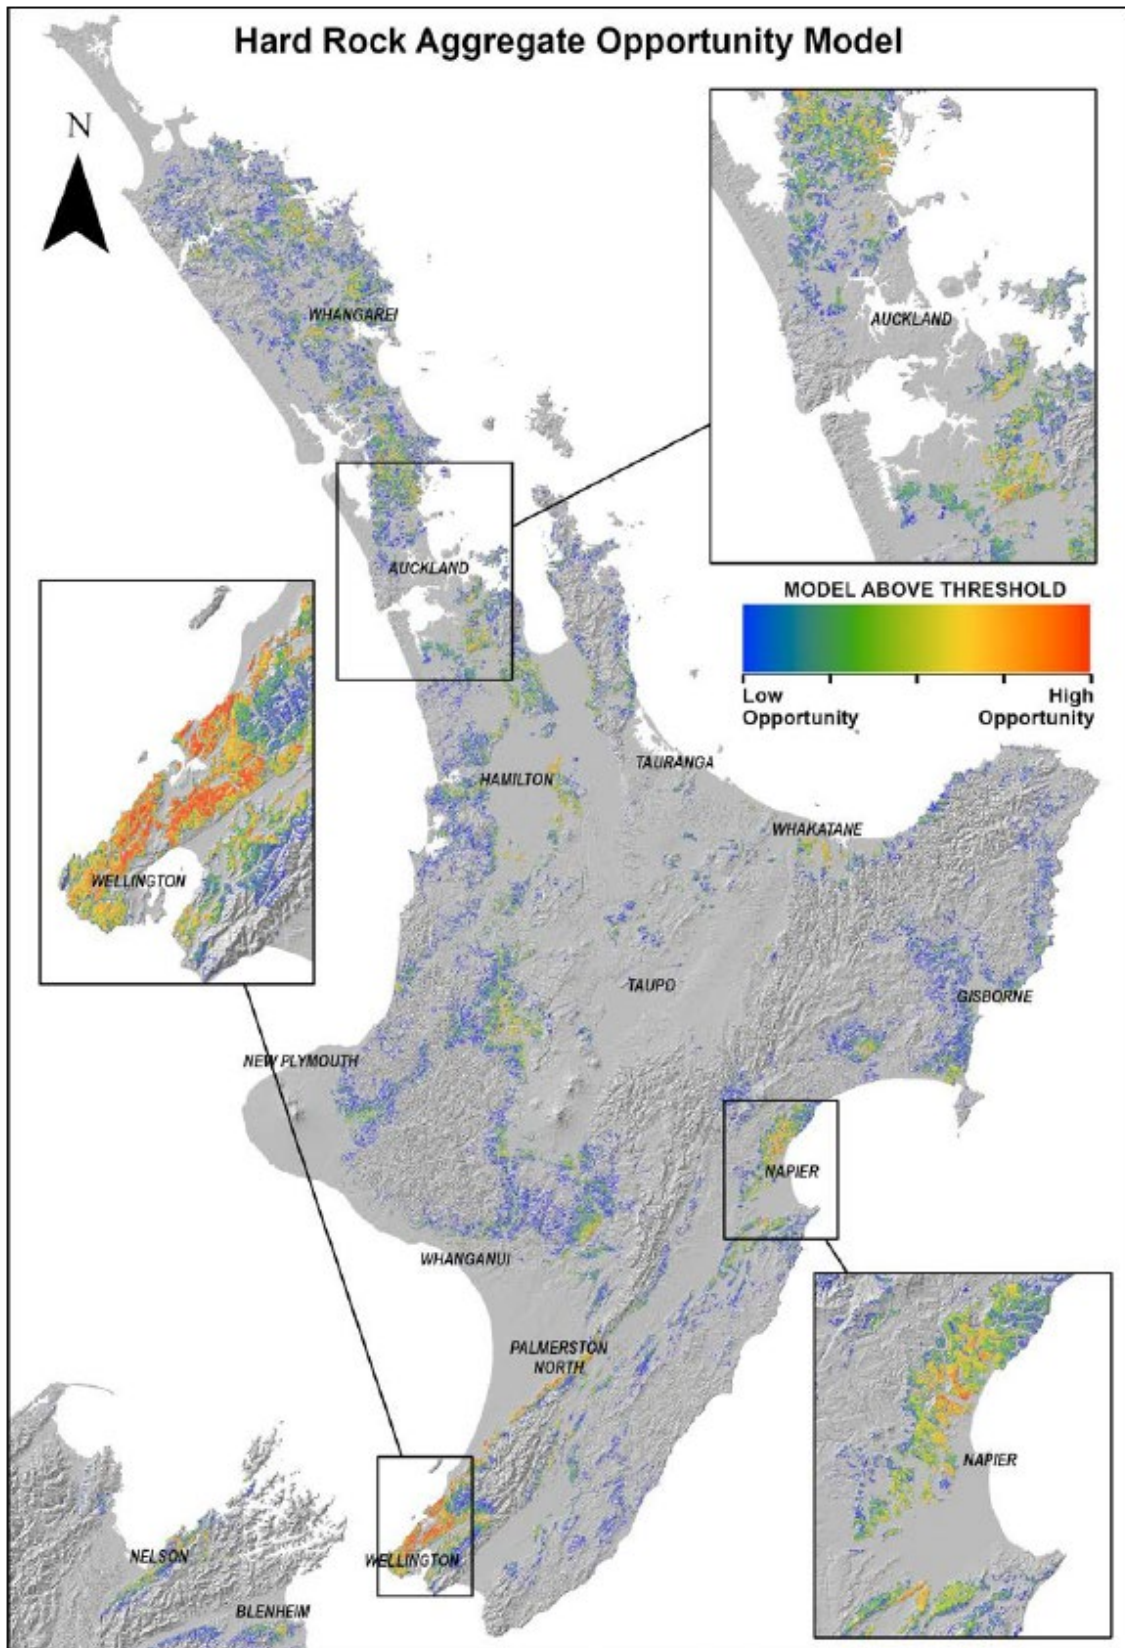 Hard Rock Aggregate Opportunity Model
N
WHANGAREI
AUCKLAND
AUCKLAND
MODEL ABOVE THRESHOLD
Low
Opportunity
High
Opportunity
HAMILTON
TAURANGA
WHAKATANE
WELLINGTON
TAUPO
GISBORNE
NEW PLYMOUTH
NAPIER
WHANGANUI
PALMERSTON
NORTH
NAPIER
NELSON
WELLINGTON
BLENHEIM